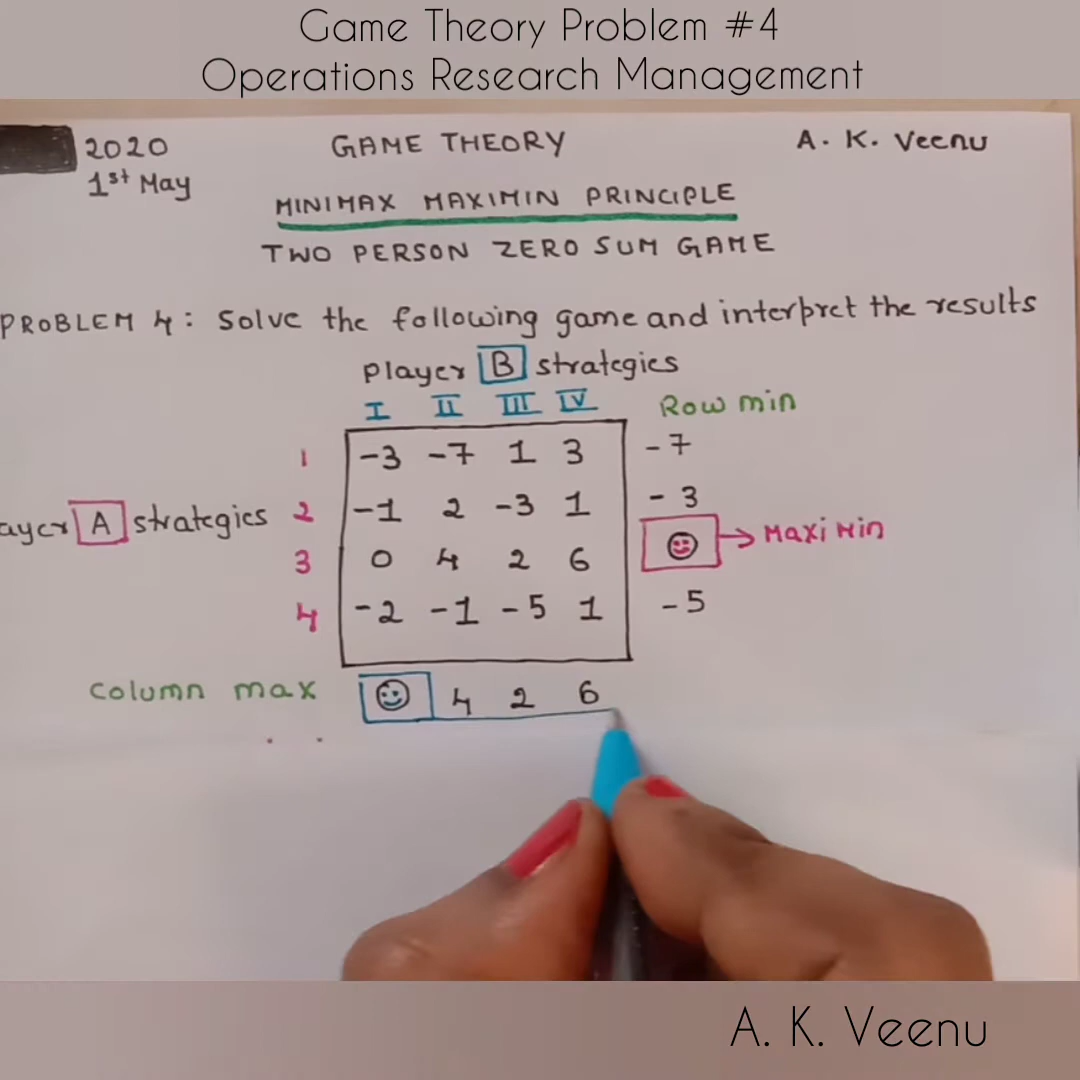 Game Theory Problem #4
Operations Research Management
2020 GAME THEORY A. K. Veenu
1st May
MINIMAX MAXIMIN PRINCIPLE
TWO PERSON ZERO SUM GAME
PROBLEM 4: Solve the following game and interpret the results
Player B strategies
I II III IV Row min
1 -3 -7 1 3 -7
ayer A strategies 2 -1 2 -3 1 -3
3 0 4 2 6 → MaxiMin
4 -2 -1 -5 1 -5
Column max 4 2 6
A. K. Veenu